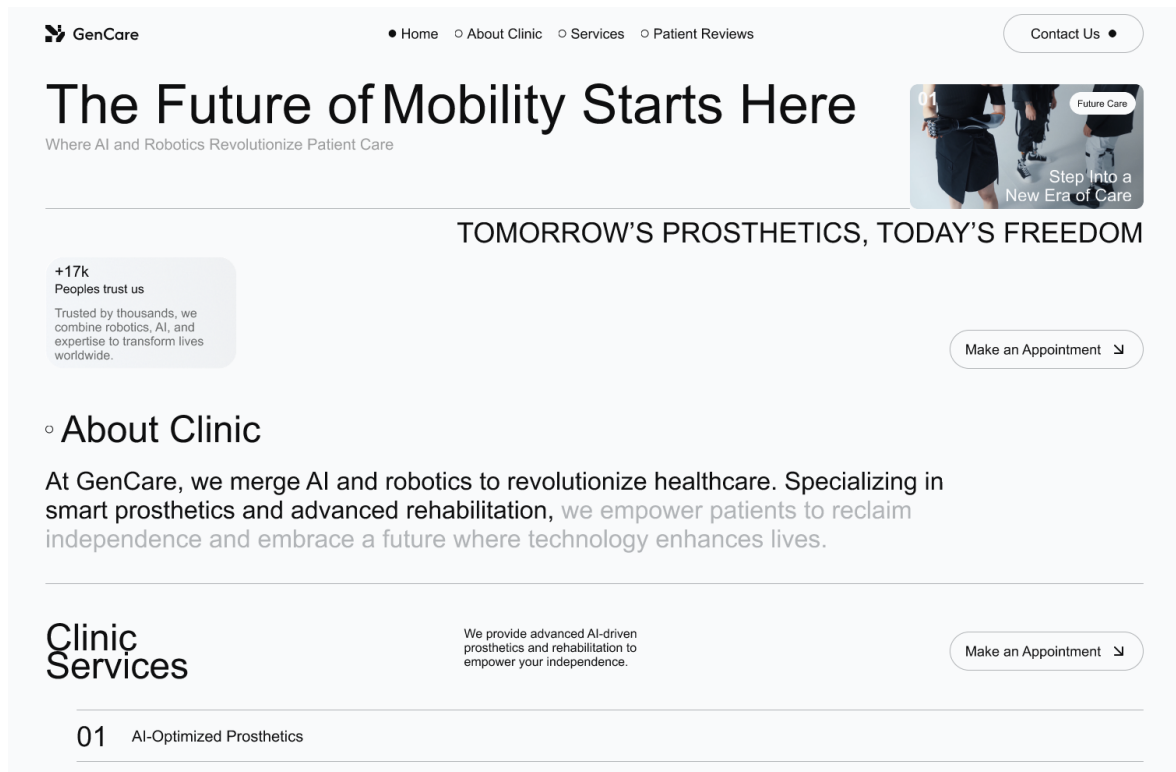 GenCare
Home
About Clinic
Services
Patient Reviews
Contact Us
The Future of Mobility Starts Here
Where AI and Robotics Revolutionize Patient Care
01
Future Care
Step Into a
New Era of Care
TOMORROW’S PROSTHETICS, TODAY’S FREEDOM
+17k
Peoples trust us
Trusted by thousands, we
combine robotics, AI, and
expertise to transform lives
worldwide.
Make an Appointment
About Clinic
At GenCare, we merge AI and robotics to revolutionize healthcare. Specializing in
smart prosthetics and advanced rehabilitation, we empower patients to reclaim
independence and embrace a future where technology enhances lives.
Clinic
Services
We provide advanced AI-driven
prosthetics and rehabilitation to
empower your independence.
Make an Appointment
01
AI-Optimized Prosthetics